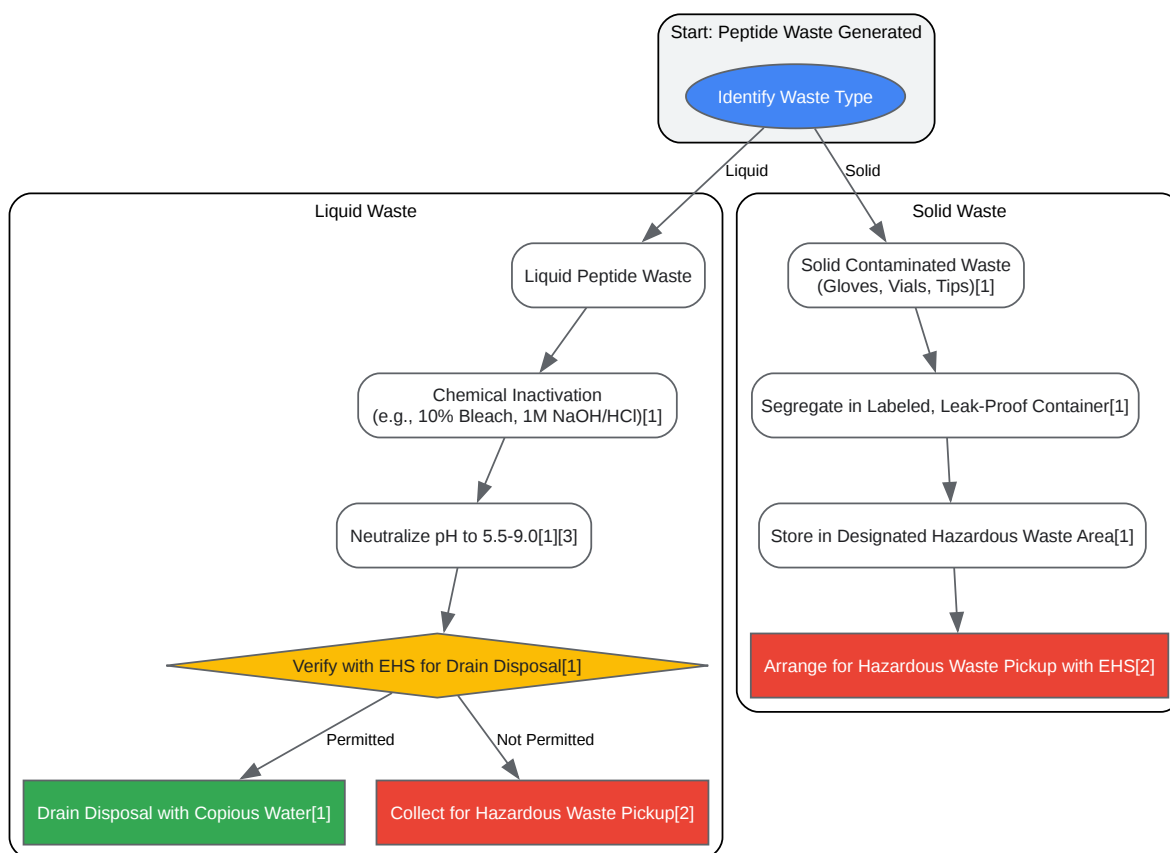 Start: Peptide Waste Generated
Identify Waste Type
Liquid
Solid
Liquid Waste
Solid Waste
Liquid Peptide Waste
Solid Contaminated Waste
(Gloves, Vials, Tips)[1]
Chemical Inactivation
(e.g., 10% Bleach, 1M NaOH/HCl)[1]
Segregate in Labeled, Leak-Proof Container[1]
Neutralize pH to 5.5-9.0[1][3]
Store in Designated Hazardous Waste Area[1]
Verify with EHS for Drain Disposal[1]
Arrange for Hazardous Waste Pickup with EHS[2]
Permitted
Not Permitted
Drain Disposal with Copious Water[1]
Collect for Hazardous Waste Pickup[2]